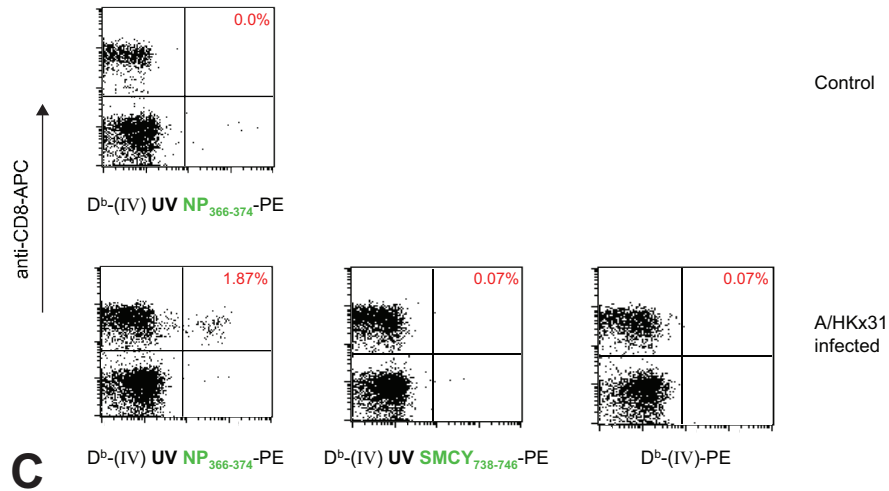 0.0%
Control
anti-CD8-APC
Dᵇ-(IV) UV NP₃₆₆₋₃₇₄-PE
1.87%
0.07%
0.07%
A/HKx31
infected
C
Dᵇ-(IV) UV NP₃₆₆₋₃₇₄-PE
Dᵇ-(IV) UV SMCY₇₃₈₋₇₄₆-PE
Dᵇ-(IV)-PE